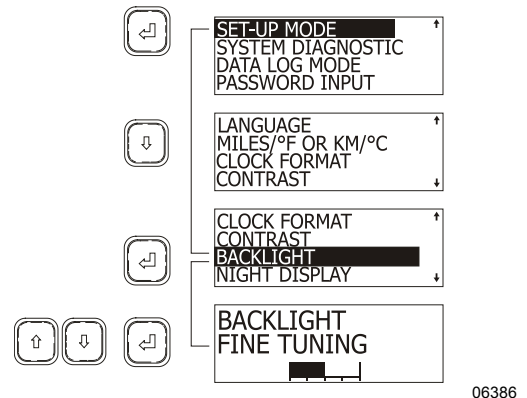 SET-UP MODE
SYSTEM DIAGNOSTIC
DATA LOG MODE
PASSWORD INPUT
LANGUAGE
MILES/°F OR KM/°C
CLOCK FORMAT
CONTRAST
CLOCK FORMAT
CONTRAST
BACKLIGHT
NIGHT DISPLAY
BACKLIGHT
FINE TUNING
06386